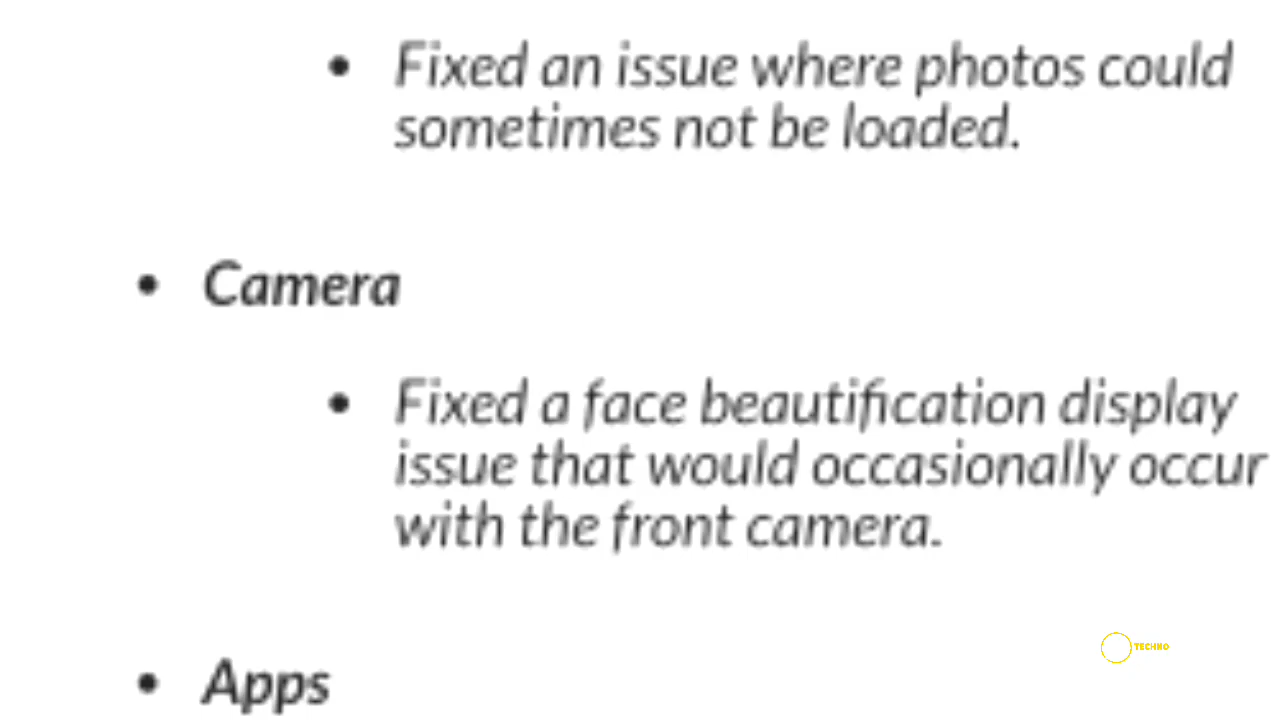 • Fixed an issue where photos could
sometimes not be loaded.
• Camera
• Fixed a face beautification display
issue that would occasionally occur
with the front camera.
TECHNO
• Apps